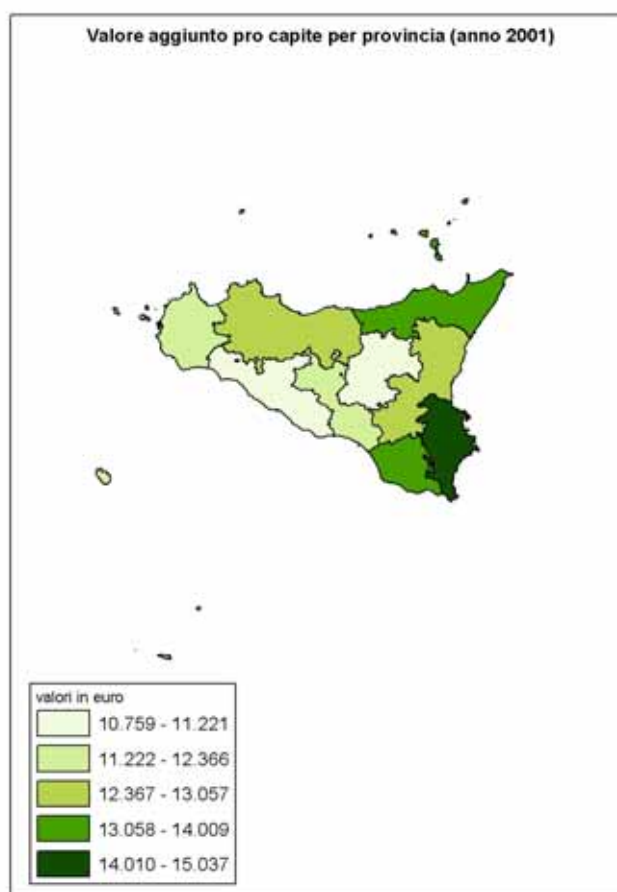 Valore aggiunto pro capite per provincia (anno 2001)
valori in euro
10.759 - 11.221
11.222 - 12.366
12.367 - 13.057
13.058 - 14.009
14.010 - 15.037